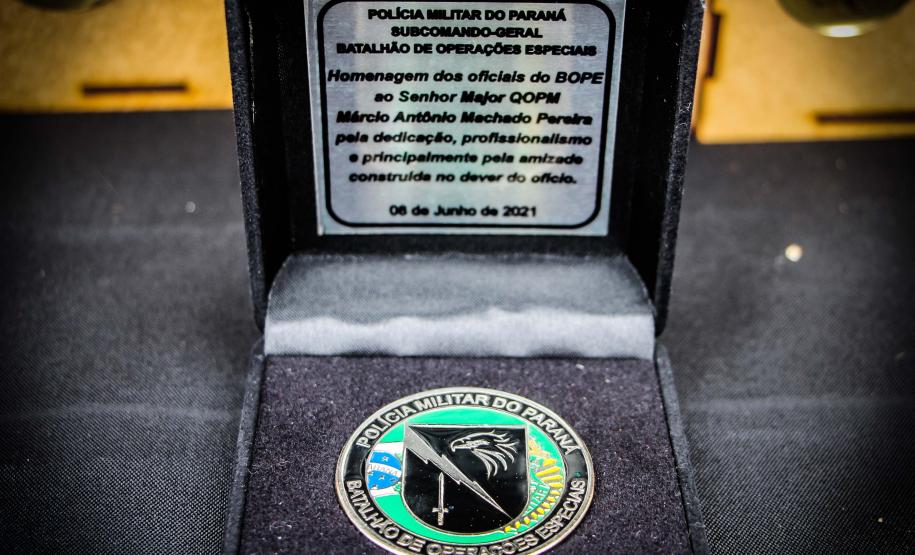 POLÍCIA MILITAR DO PARANÁ
SUBCOMANDO-GERAL
BATALHÃO DE OPERAÇÕES ESPECIAIS
Homenagem dos oficiais do BOPE
ao Senhor Major QOPM
Márcio Antônio Machado Pereira
pela dedicação, profissionalismo
e principalmente pela amizade
construída no dever do ofício.
08 de Junho de 2021
POLÍCIA MILITAR DO PARANÁ
BATALHÃO DE OPERAÇÕES ESPECIAIS